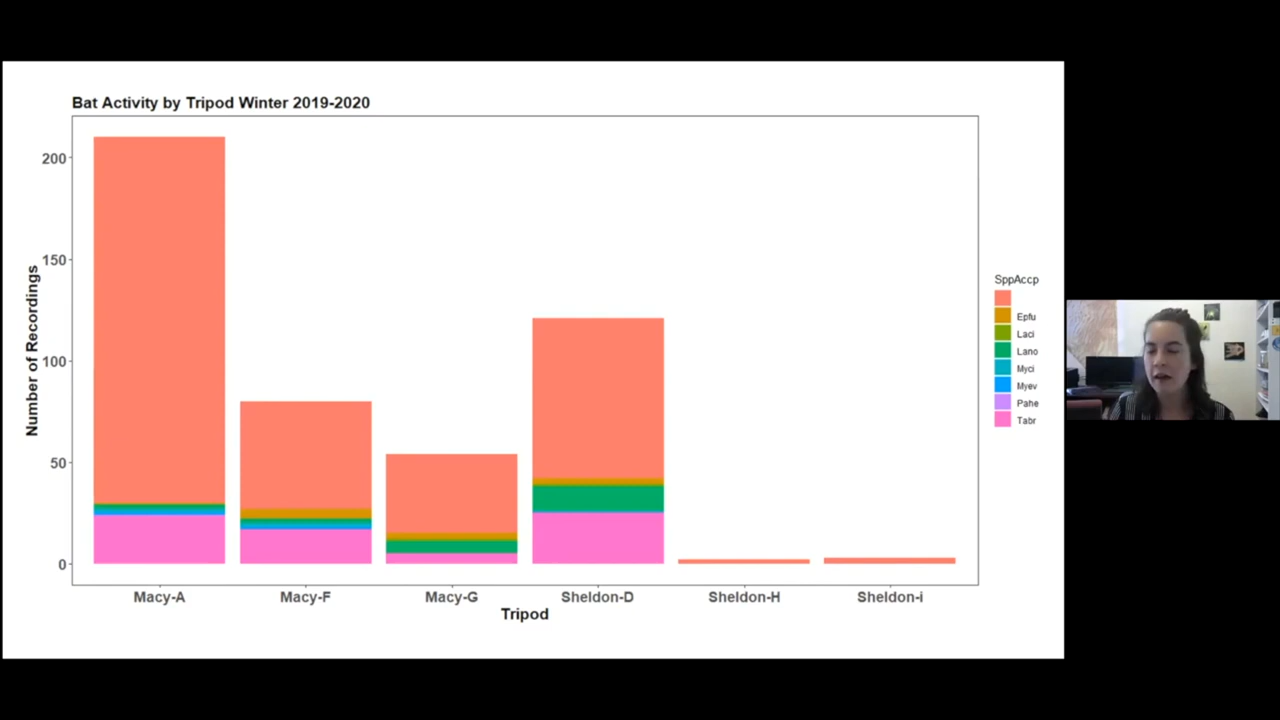 Bat Activity by Tripod Winter 2019-2020
Number of Recordings
200
150
100
50
0
Macy-A Macy-F Macy-G Sheldon-D Sheldon-H Sheldon-i
Tripod
SppAccp
Epfu
Laci
Lano
Myci
Myev
Pahe
Tabr